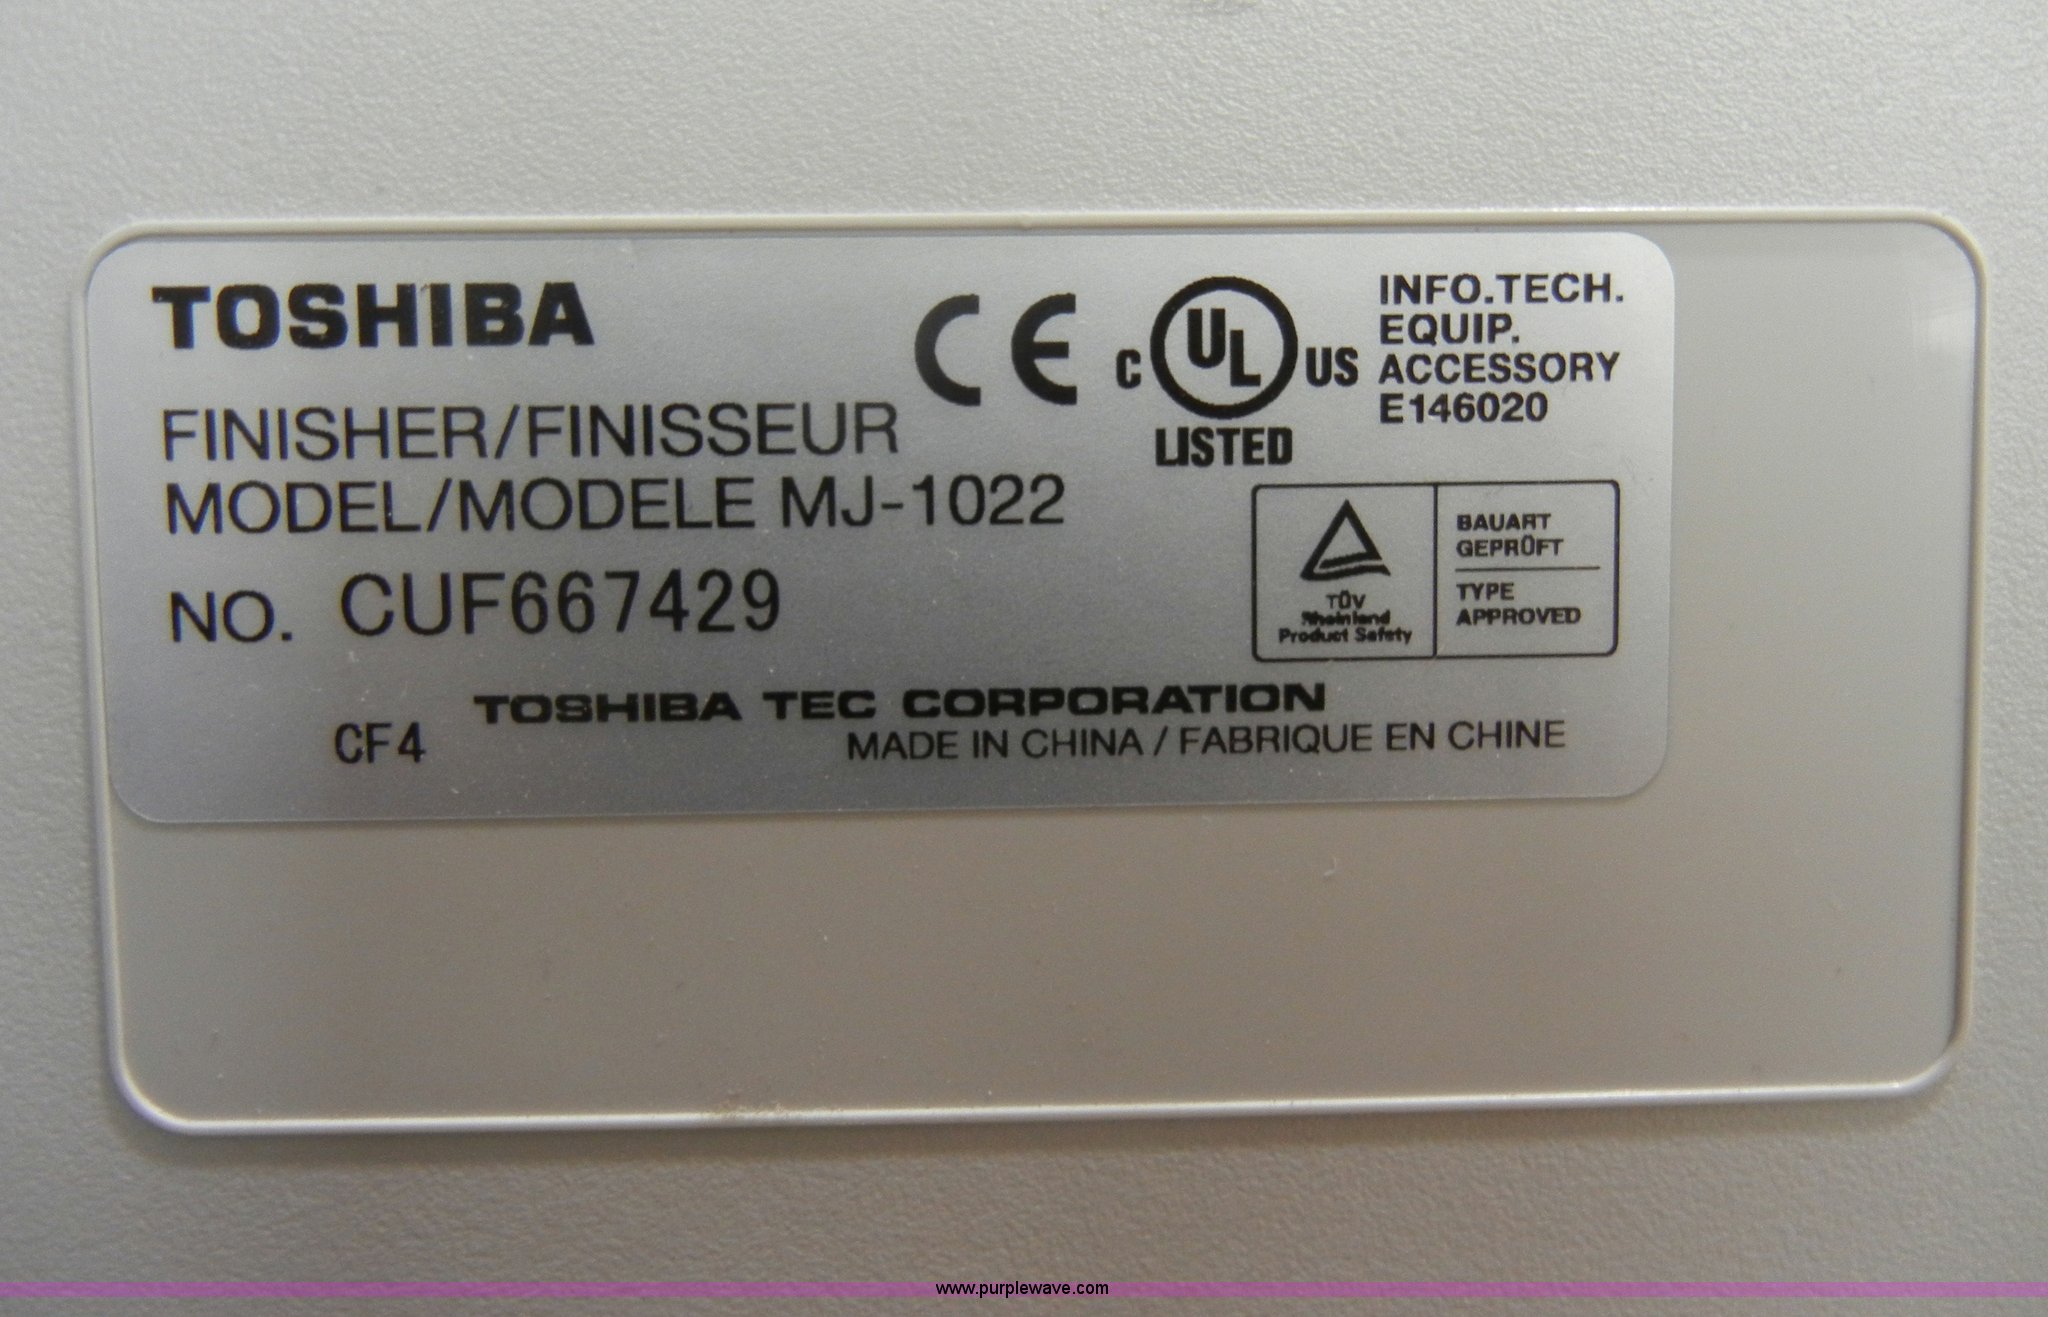 TOSHIBA
FINISHER/FINISSEUR
MODEL/MODELE MJ-1022
NO. CUF667429
CE
C UL US
LISTED
INFO.TECH.
EQUIP.
ACCESSORY
E146020
TÜV
Rheinland
Product Safety
BAUART
GEPRÜFT
TYPE
APPROVED
TOSHIBA TEC CORPORATION
CF4
MADE IN CHINA / FABRIQUE EN CHINE
www.purplewave.com